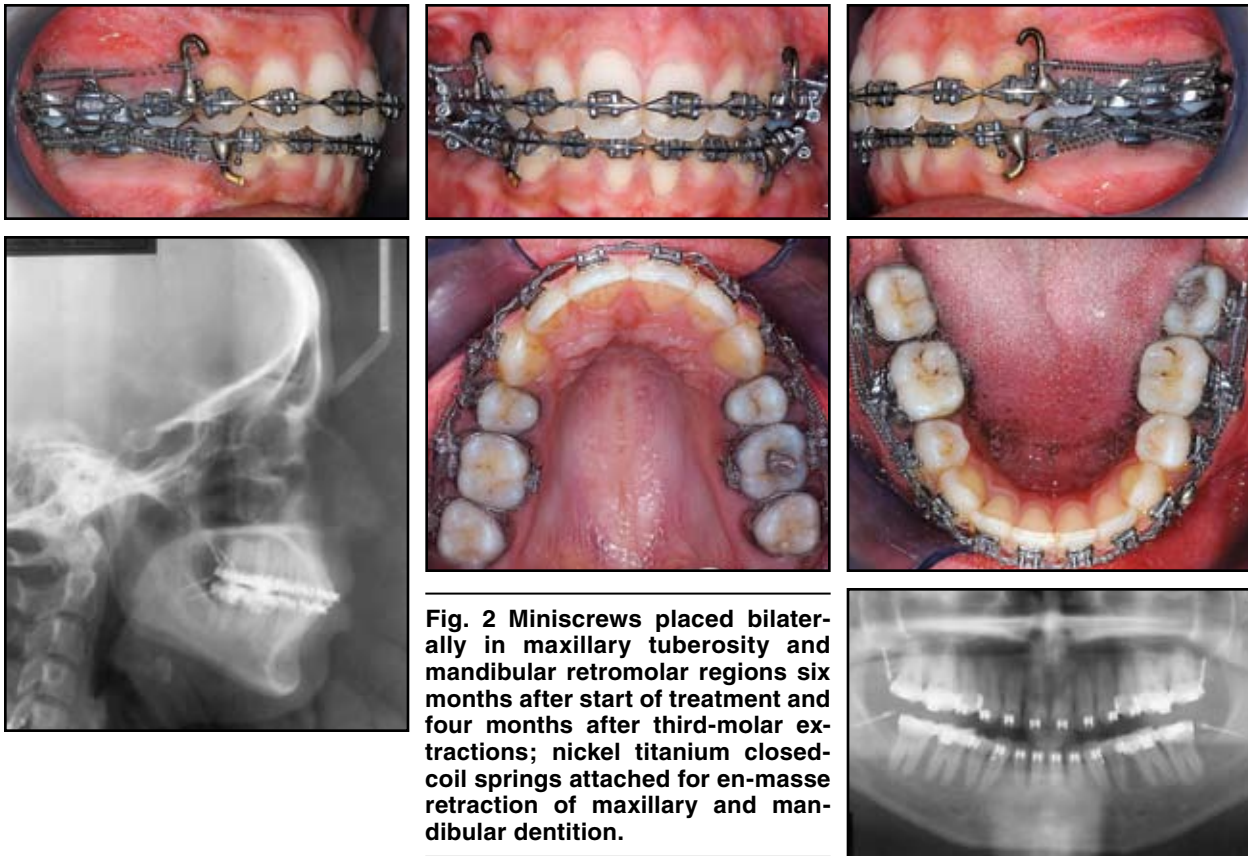 Fig. 2 Miniscrews placed bilater-
ally in maxillary tuberosity and
mandibular retromolar regions six
months after start of treatment and
four months after third-molar ex-
tractions; nickel titanium closed-
coil springs attached for en-masse
retraction of maxillary and man-
dibular dentition.